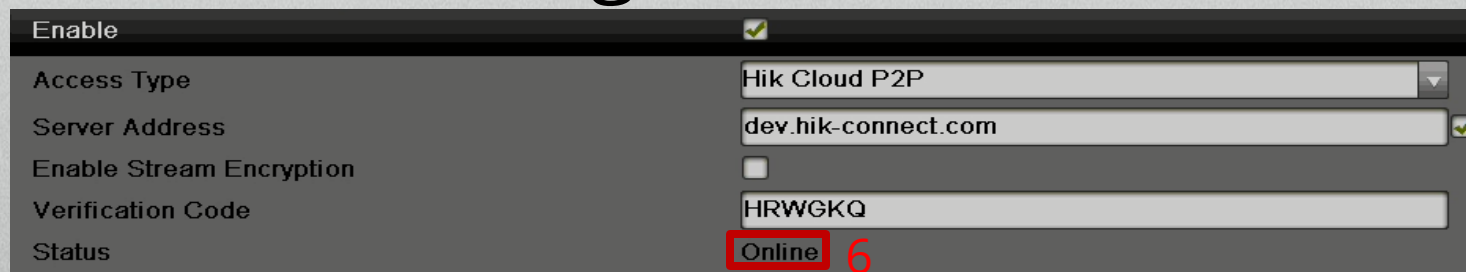 Enable
Access Type Hik Cloud P2P
Server Address dev.hik-connect.com
Enable Stream Encryption
Verification Code HRWGKQ
Status Online 6